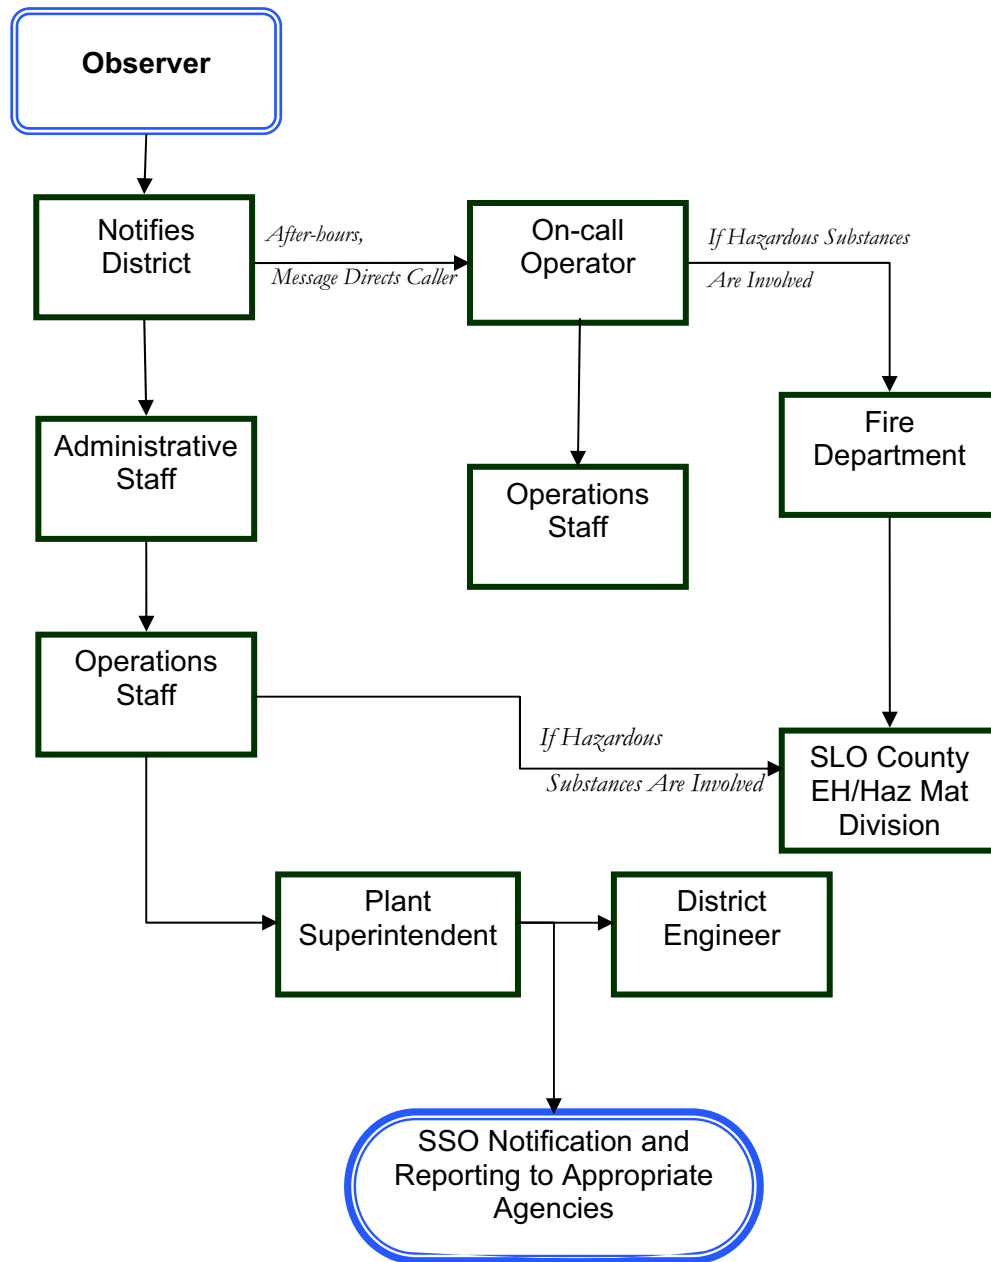 Observer
Notifies
District
After-hours,
Message Directs Caller
On-call
Operator
If Hazardous Substances
Are Involved
Administrative
Staff
Operations
Staff
Fire
Department
Operations
Staff
If Hazardous
Substances Are Involved
SLO County
EH/Haz Mat
Division
Plant
Superintendent
District
Engineer
SSO Notification and
Reporting to Appropriate
Agencies